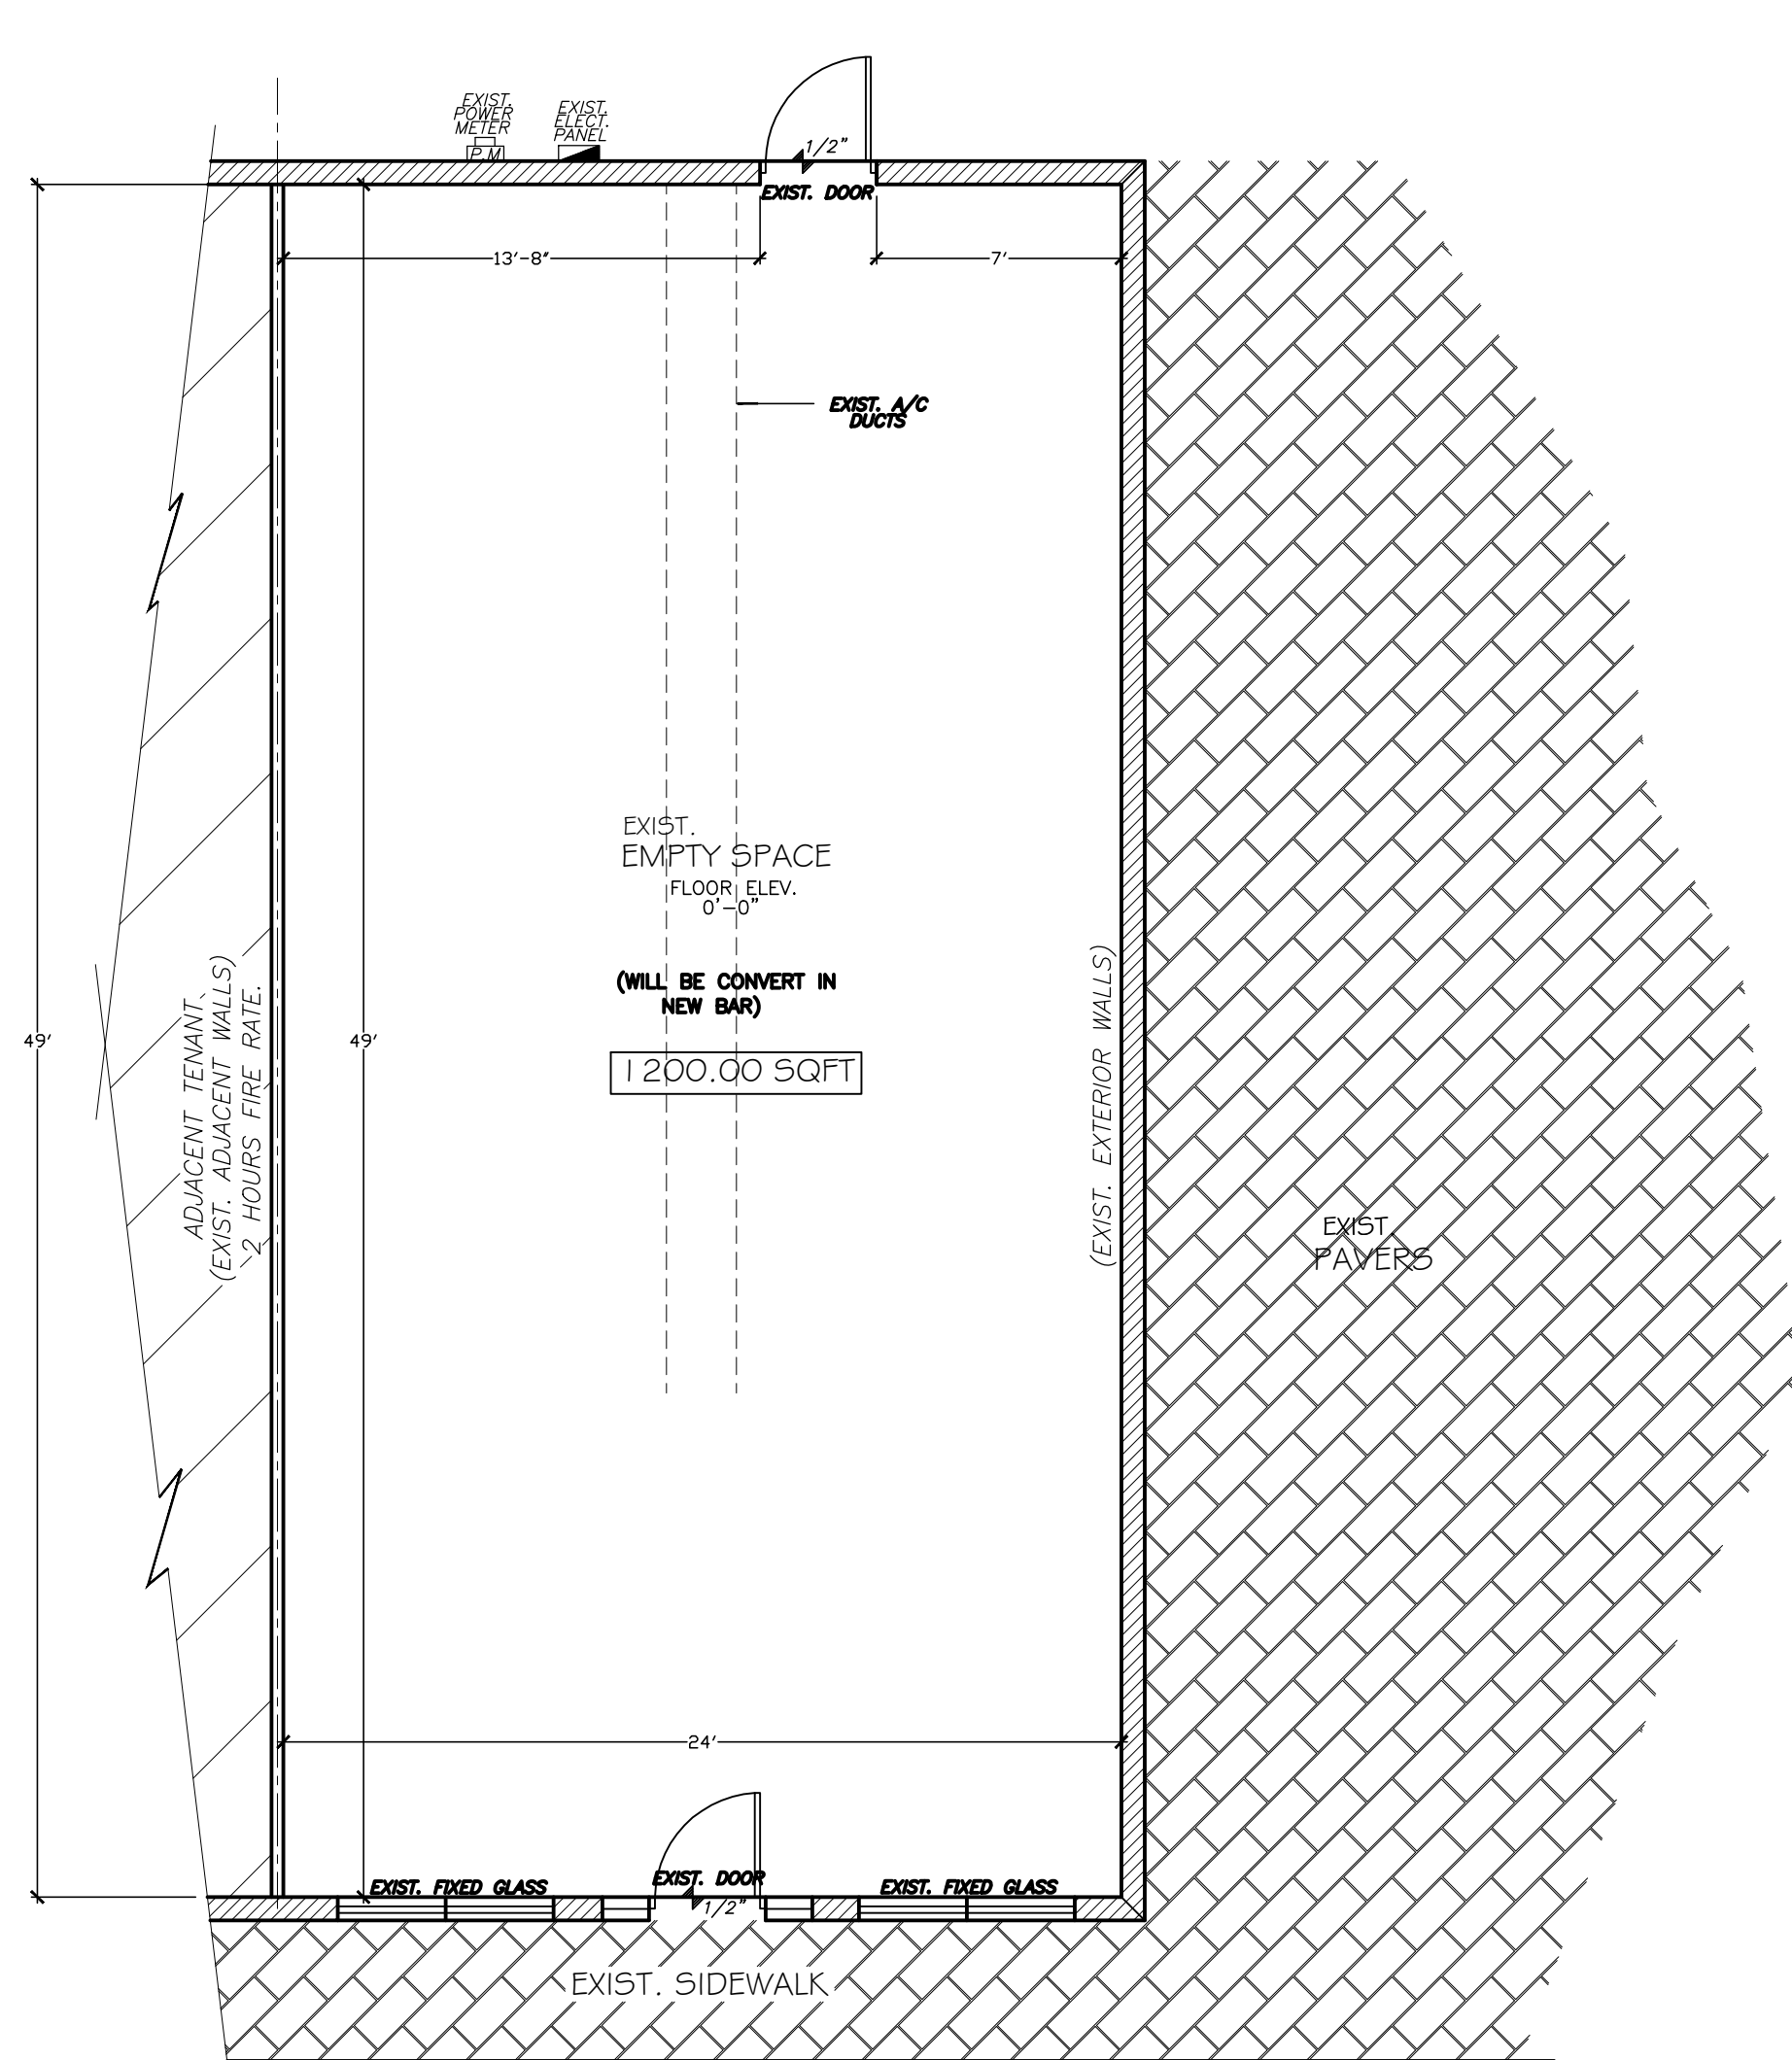 EXIST.
POWER
METER
P.M
EXIST.
ELECT.
PANEL
1/2"
EXIST. DOOR
13'-8"
7'
EXIST. A/C
DUCTS
EXIST.
EMPTY SPACE
FLOOR ELEV.
0'-0"
(WILL BE CONVERT IN
NEW BAR)
1200.00 SQFT
49'
49'
ADJACENT TENANT.
(EXIST. ADJACENT WALLS)
2 HOURS FIRE RATE.
(EXIST. EXTERIOR WALLS)
EXIST.
PAVERS
24'
EXIST. FIXED GLASS
EXIST. DOOR
1/2"
EXIST. FIXED GLASS
EXIST. SIDEWALK